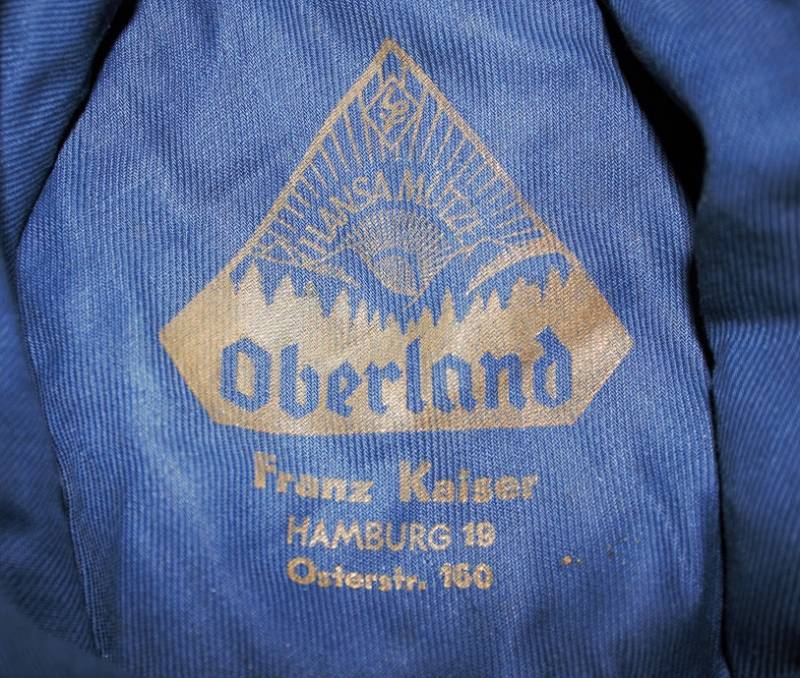 HANSA MÜTZE
Oberland
Franz Kaiser
HAMBURG 19
Osterstr. 160